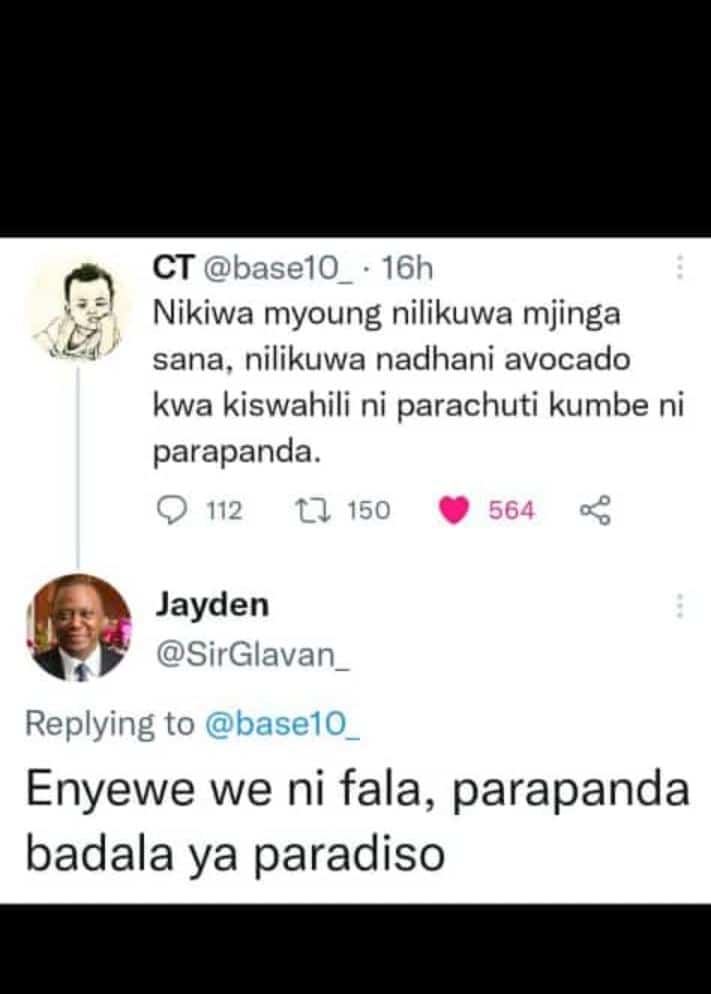 CT @base10_ · 16h
Nikiwa myoung nilikuwa mjinga
sana, nilikuwa nadhani avocado
kwa kiswahili ni parachuti kumbe ni
parapanda.
112 150 564
Jayden
@SirGlavan_
Replying to @base10_
Enyewe we ni fala, parapanda
badala ya paradiso